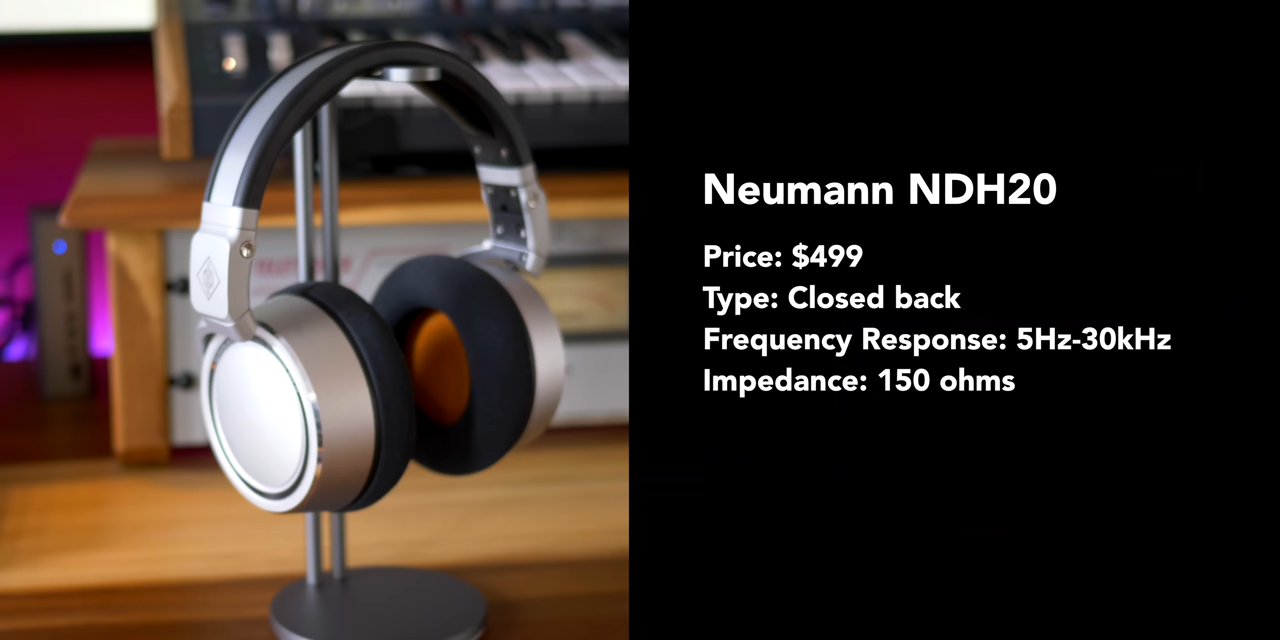 Neumann NDH20
Price: $499
Type: Closed back
Frequency Response: 5Hz-30kHz
Impedance: 150 ohms